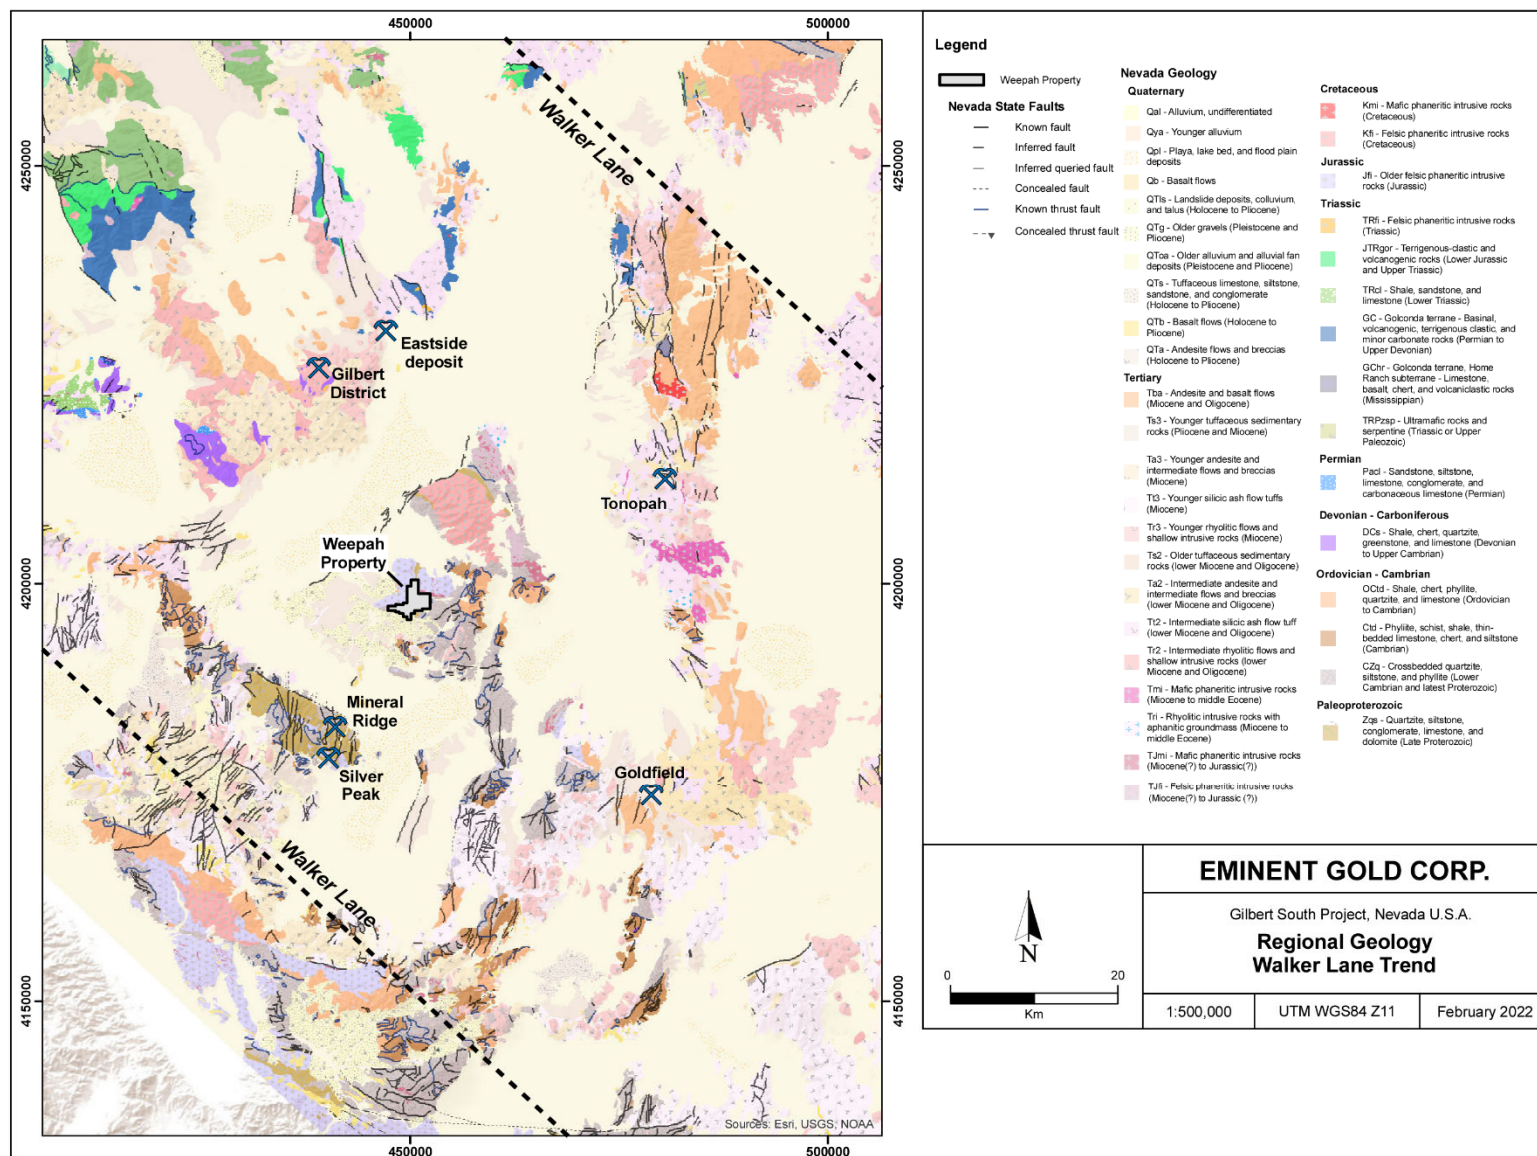 450000
500000
4250000
4200000
4150000
4250000
4200000
4150000
450000
500000
Walker Lane
Eastside
deposit
Gilbert
District
Tonopah
Weepah
Property
Mineral
Ridge
Silver
Peak
Goldfield
Walker Lane
Sources: Esri, USGS, NOAA
Legend
Weepah Property
Nevada State Faults
Known fault
Inferred fault
Inferred queried fault
Concealed fault
Known thrust fault
Concealed thrust fault
Nevada Geology
Quaternary
Qal - Alluvium, undifferentiated
Qya - Younger alluvium
Qpl - Playa, lake bed, and flood plain
deposits
Qb - Basalt flows
QTls - Landslide deposits, colluvium,
and talus (Holocene to Pliocene)
QTg - Older gravels (Pleistocene and
Pliocene)
QToa - Older alluvium and alluvial fan
deposits (Pleistocene and Pliocene)
QTs - Tuffaceous limestone, siltstone,
sandstone, and conglomerate
(Holocene to Pliocene)
QTb - Basalt flows (Holocene to
Pliocene)
QTa - Andesite flows and breccias
(Holocene to Pliocene)
Tertiary
Tba - Andesite and basalt flows
(Miocene and Oligocene)
Ts3 - Younger tuffaceous sedimentary
rocks (Pliocene and Miocene)
Ta3 - Younger andesite and
intermediate flows and breccias
(Miocene)
Tt3 - Younger silicic ash flow tuffs
(Miocene)
Tr3 - Younger rhyolitic flows and
shallow intrusive rocks (Miocene)
Ts2 - Older tuffaceous sedimentary
rocks (lower Miocene and Oligocene)
Ta2 - Intermediate andesite and
intermediate flows and breccias
(lower Miocene and Oligocene)
Tt2 - Intermediate silicic ash flow tuff
(lower Miocene and Oligocene)
Tr2 - Intermediate rhyolitic flows and
shallow intrusive rocks (lower
Miocene and Oligocene)
Tmi - Mafic phaneritic intrusive rocks
(Miocene to middle Eocene)
Tri - Rhyolitic intrusive rocks with
aphanitic groundmass (Miocene to
middle Eocene)
TJmi - Mafic phaneritic intrusive rocks
(Miocene(?) to Jurassic(?))
TJfi - Felsic phaneritic intrusive rocks
(Miocene(?) to Jurassic (?))
Cretaceous
Kmi - Mafic phaneritic intrusive rocks
(Cretaceous)
Kfi - Felsic phaneritic intrusive rocks
(Cretaceous)
Jurassic
Jfi - Older felsic phaneritic intrusive
rocks (Jurassic)
Triassic
TRfi - Felsic phaneritic intrusive rocks
(Triassic)
JTRgor - Terrigenous-clastic and
volcanogenic rocks (Lower Jurassic
and Upper Triassic)
TRcl - Shale, sandstone, and
limestone (Lower Triassic)
GC - Golconda terrane - Basinal,
volcanogenic, terrigenous clastic, and
minor carbonate rocks (Permian to
Upper Devonian)
GChr - Golconda terrane, Home
Ranch subterrane - Limestone,
basalt, chert, and volcaniclastic rocks
(Mississippian)
TRPzsp - Ultramafic rocks and
serpentine (Triassic or Upper
Paleozoic)
Permian
Pacl - Sandstone, siltstone,
limestone, conglomerate, and
carbonaceous limestone (Permian)
Devonian - Carboniferous
DCs - Shale, chert, quartzite,
greenstone, and limestone (Devonian
to Upper Cambrian)
Ordovician - Cambrian
OCtd - Shale, chert, phyllite,
quartzite, and limestone (Ordovician
to Cambrian)
Ctd - Phyllite, schist, shale, thin-
bedded limestone, chert, and siltstone
(Cambrian)
CZq - Crossbedded quartzite,
siltstone, and phyllite (Lower
Cambrian and latest Proterozoic)
Paleoproterozoic
Zqs - Quartzite, siltstone,
conglomerate, limestone, and
dolomite (Late Proterozoic)
N
0
20
Km
EMINENT GOLD CORP.
Gilbert South Project, Nevada U.S.A.
Regional Geology
Walker Lane Trend
1:500,000
UTM WGS84 Z11
February 2022